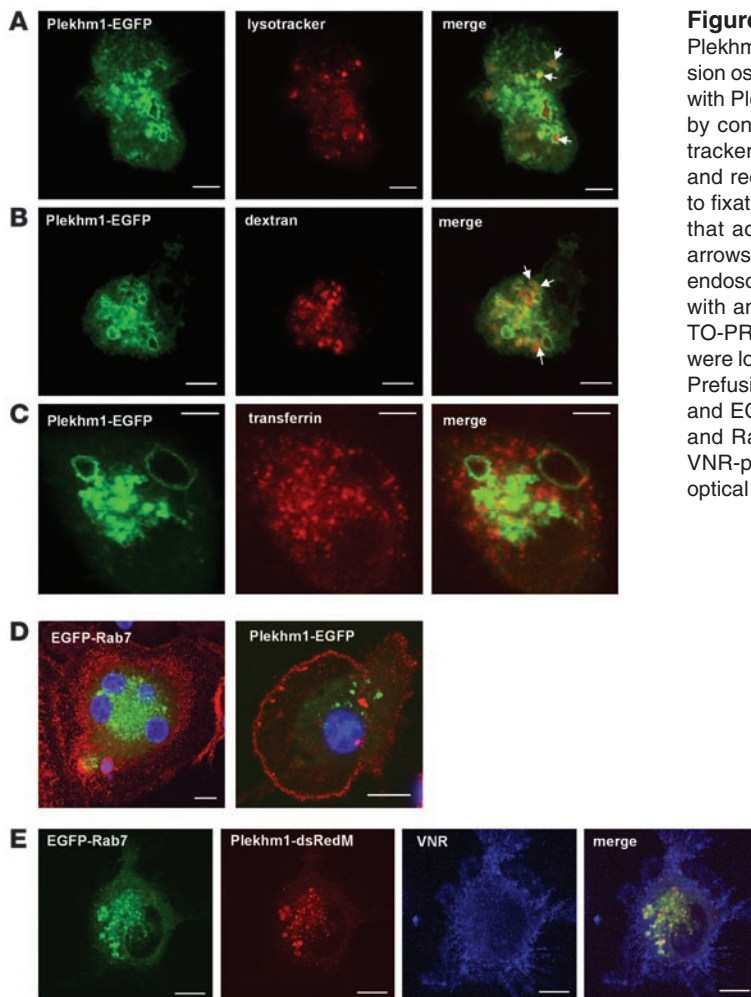 A
Plekhm1-EGFP
lysotracker
merge
B
Plekhm1-EGFP
dextran
merge
C
Plekhm1-EGFP
transferrin
merge
D
EGFP-Rab7
Plekhm1-EGFP
E
EGFP-Rab7
Plekhm1-dsRedM
VNR
merge
Figure
Plekhm
sion os
with Ple
by con
tracker
and rec
to fixat
that ac
arrows
endosc
with ar
TO-PR
were lo
Prefusi
and EG
and Ra
VNR-p
optical